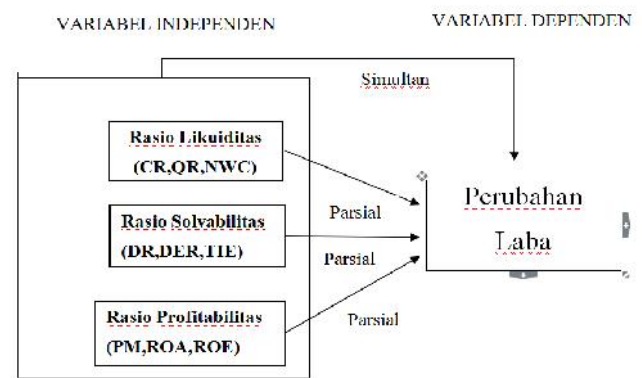 VARIABEL INDEPENDEN
VARIABEL DEPENDEN
Simultan
Rasio Likuiditas
(CR,QR,NWC)
Parsial
Rasio Solvabilitas
(DR,DER,TIE)
Parsial
Rasio Profitabilitas
(PM,ROA,ROE)
Parsial
Perubahan
Laba